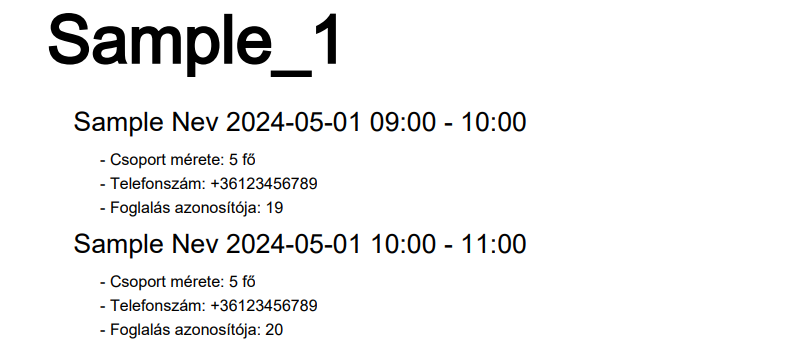 Sample_1
Sample Nev 2024-05-01 09:00 - 10:00
- Csoport mérete: 5 fő
- Telefonszám: +36123456789
- Foglalás azonosítója: 19
Sample Nev 2024-05-01 10:00 - 11:00
- Csoport mérete: 5 fő
- Telefonszám: +36123456789
- Foglalás azonosítója: 20